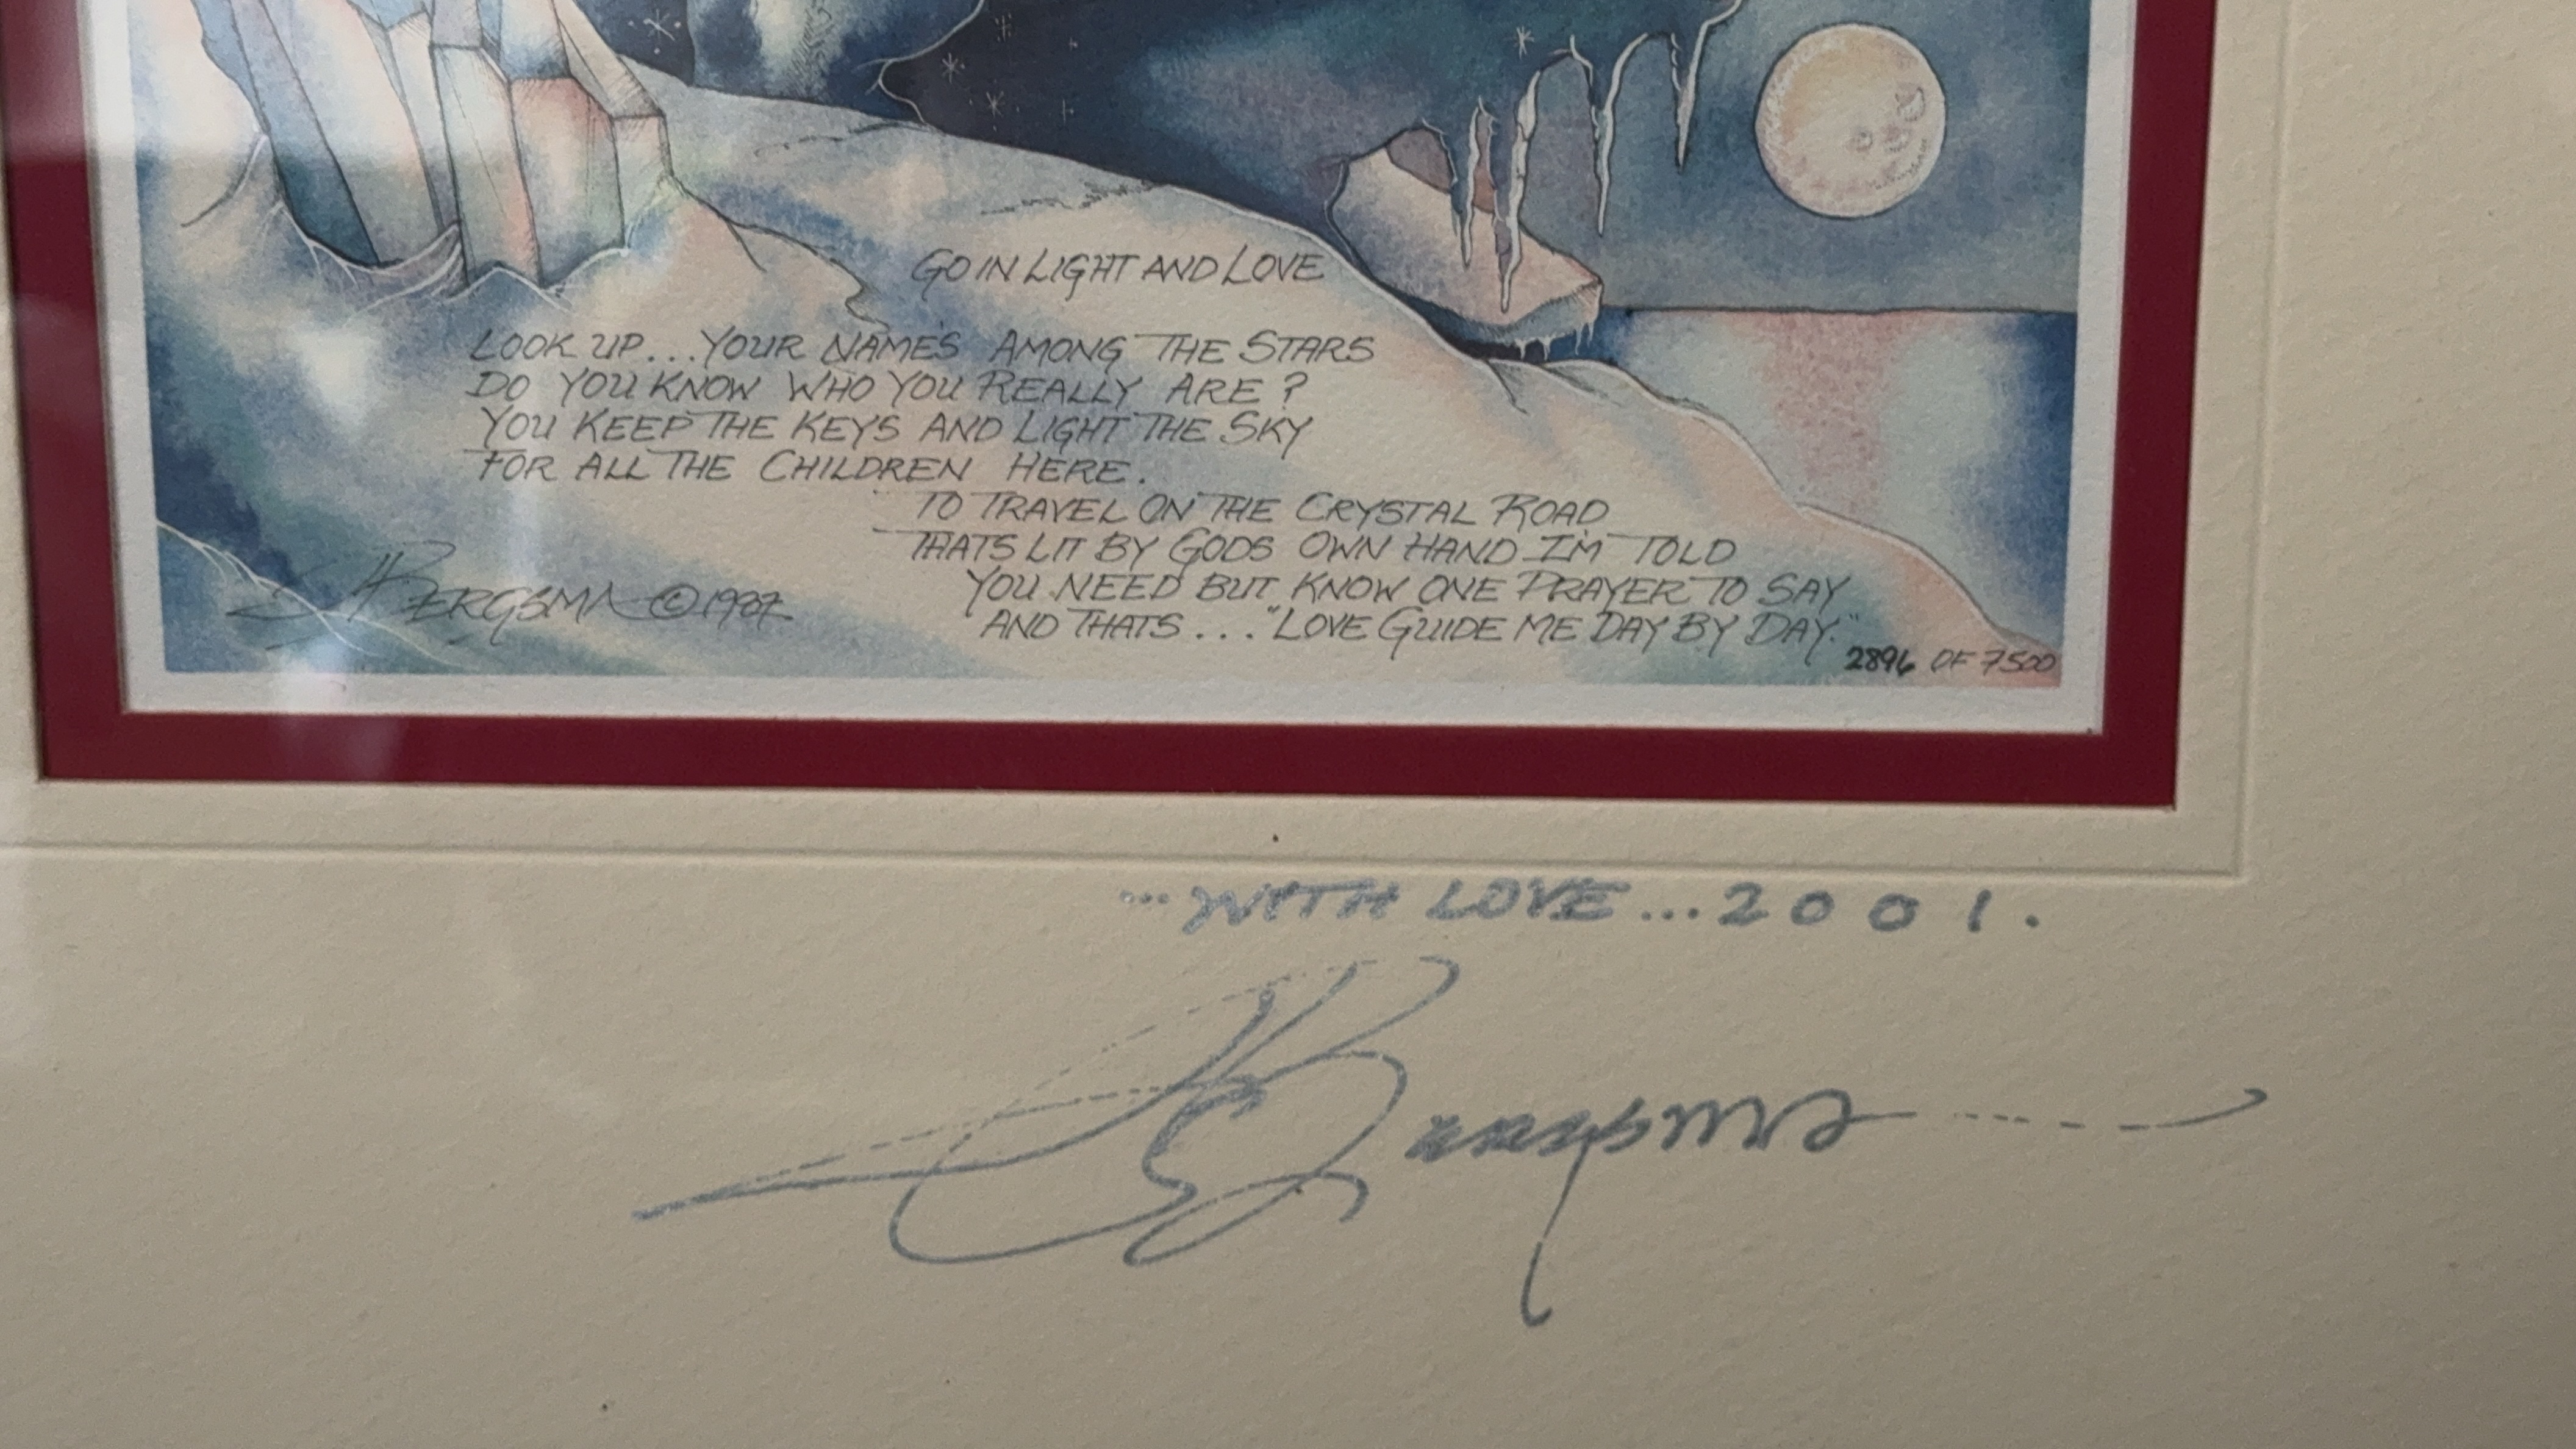 GO IN LIGHT AND LOVE
LOOK UP...YOUR NAME'S AMONG THE STARS
DO YOU KNOW WHO YOU REALLY ARE?
YOU KEEP THE KEYS AND LIGHT THE SKY
FOR ALL THE CHILDREN HERE.
TO TRAVEL ON THE CRYSTAL ROAD
THATS LIT BY GODS OWN HAND I'M TOLD
YOU NEED BUT KNOW ONE PRAYER TO SAY
AND THATS..."LOVE GUIDE ME DAY BY DAY."
BERGSMA © 1987
2896 OF 7500
...WITH LOVE...2001.
Bergsma